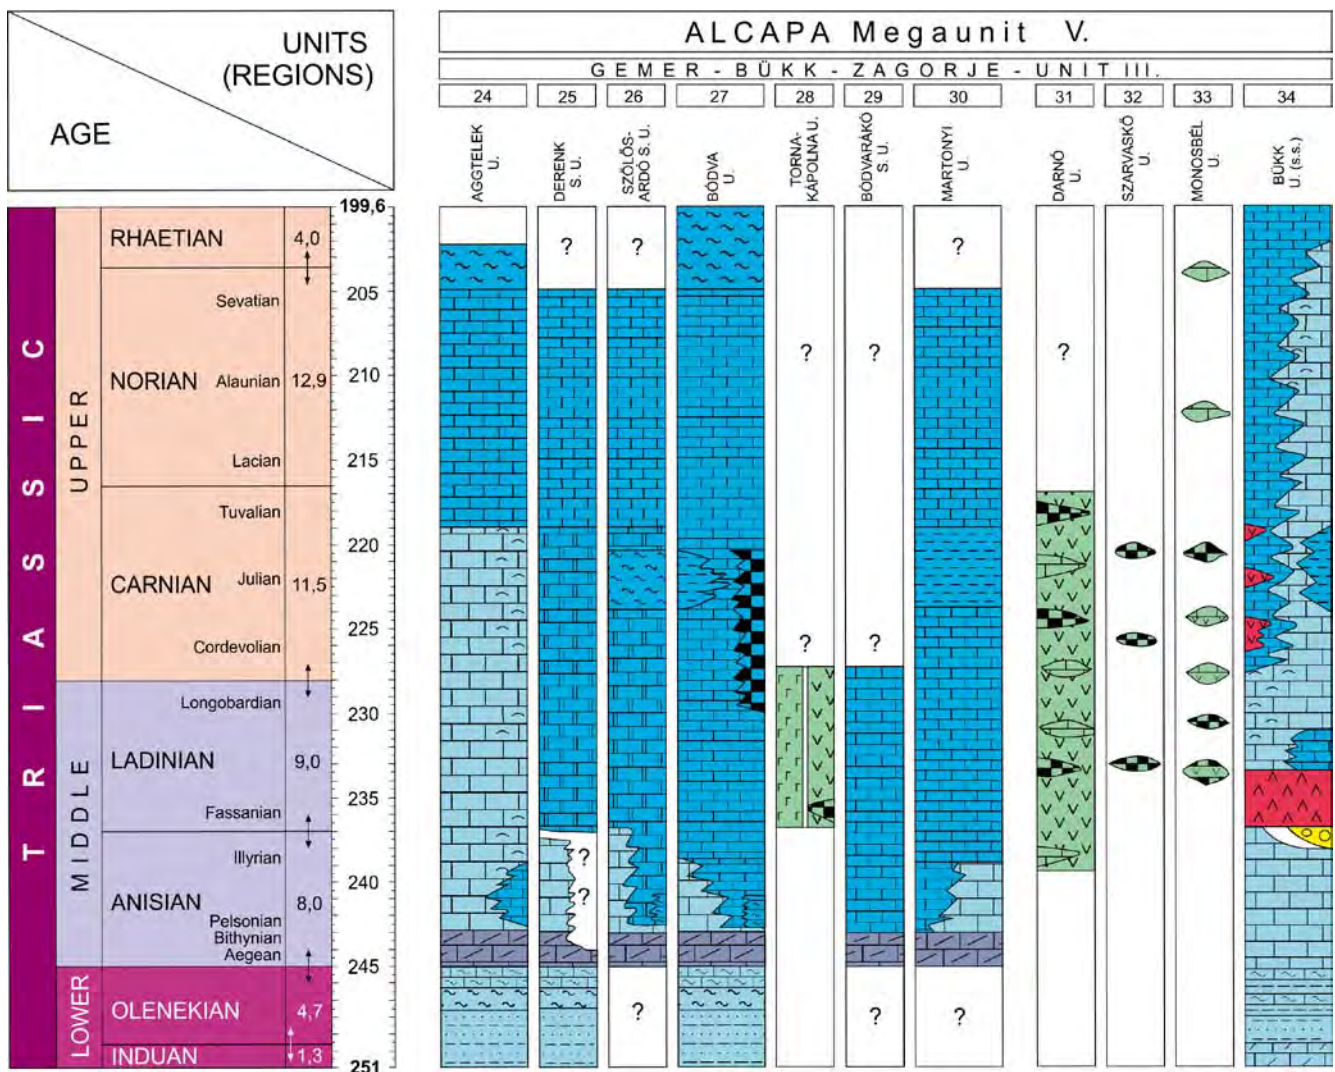 UNITS
(REGIONS)
AGE
ALCAPA Megaunit V.
GEMER - BÜKK - ZAGORJE - UNIT III.
24 25 26 27 28 29 30 31 32 33 34
AGGTELEK
U.
DERENK
S. U.
SZŐLŐS-
ARDÓ S. U.
BÓDVA
U.
TORNA-
KÁPOLNA U.
BÓDVARÁKÓ
S. U.
MARTONYI
U.
DARNÓ
U.
SZARVASKŐ
U.
MÓNOSBÉL
U.
BÜKK
U. (s.s.)
TRIASSIC
UPPER
MIDDLE
LOWER
199,6
RHAETIAN 4,0 ? ? ?
205
Sevatian
NORIAN Alaunian 12,9 210 ? ? ?
Lacian 215
Tuvalian
220
CARNIAN Julian 11,5
Cordevolian 225 ? ?
Longobardian
230
LADINIAN 9,0
Fassanian 235
Illyrian ?
240 ?
ANISIAN 8,0
Pelsonian
Bithynian
Aegean
245
OLENEKIAN 4,7 ? ? ?
INDUAN 1,3
251